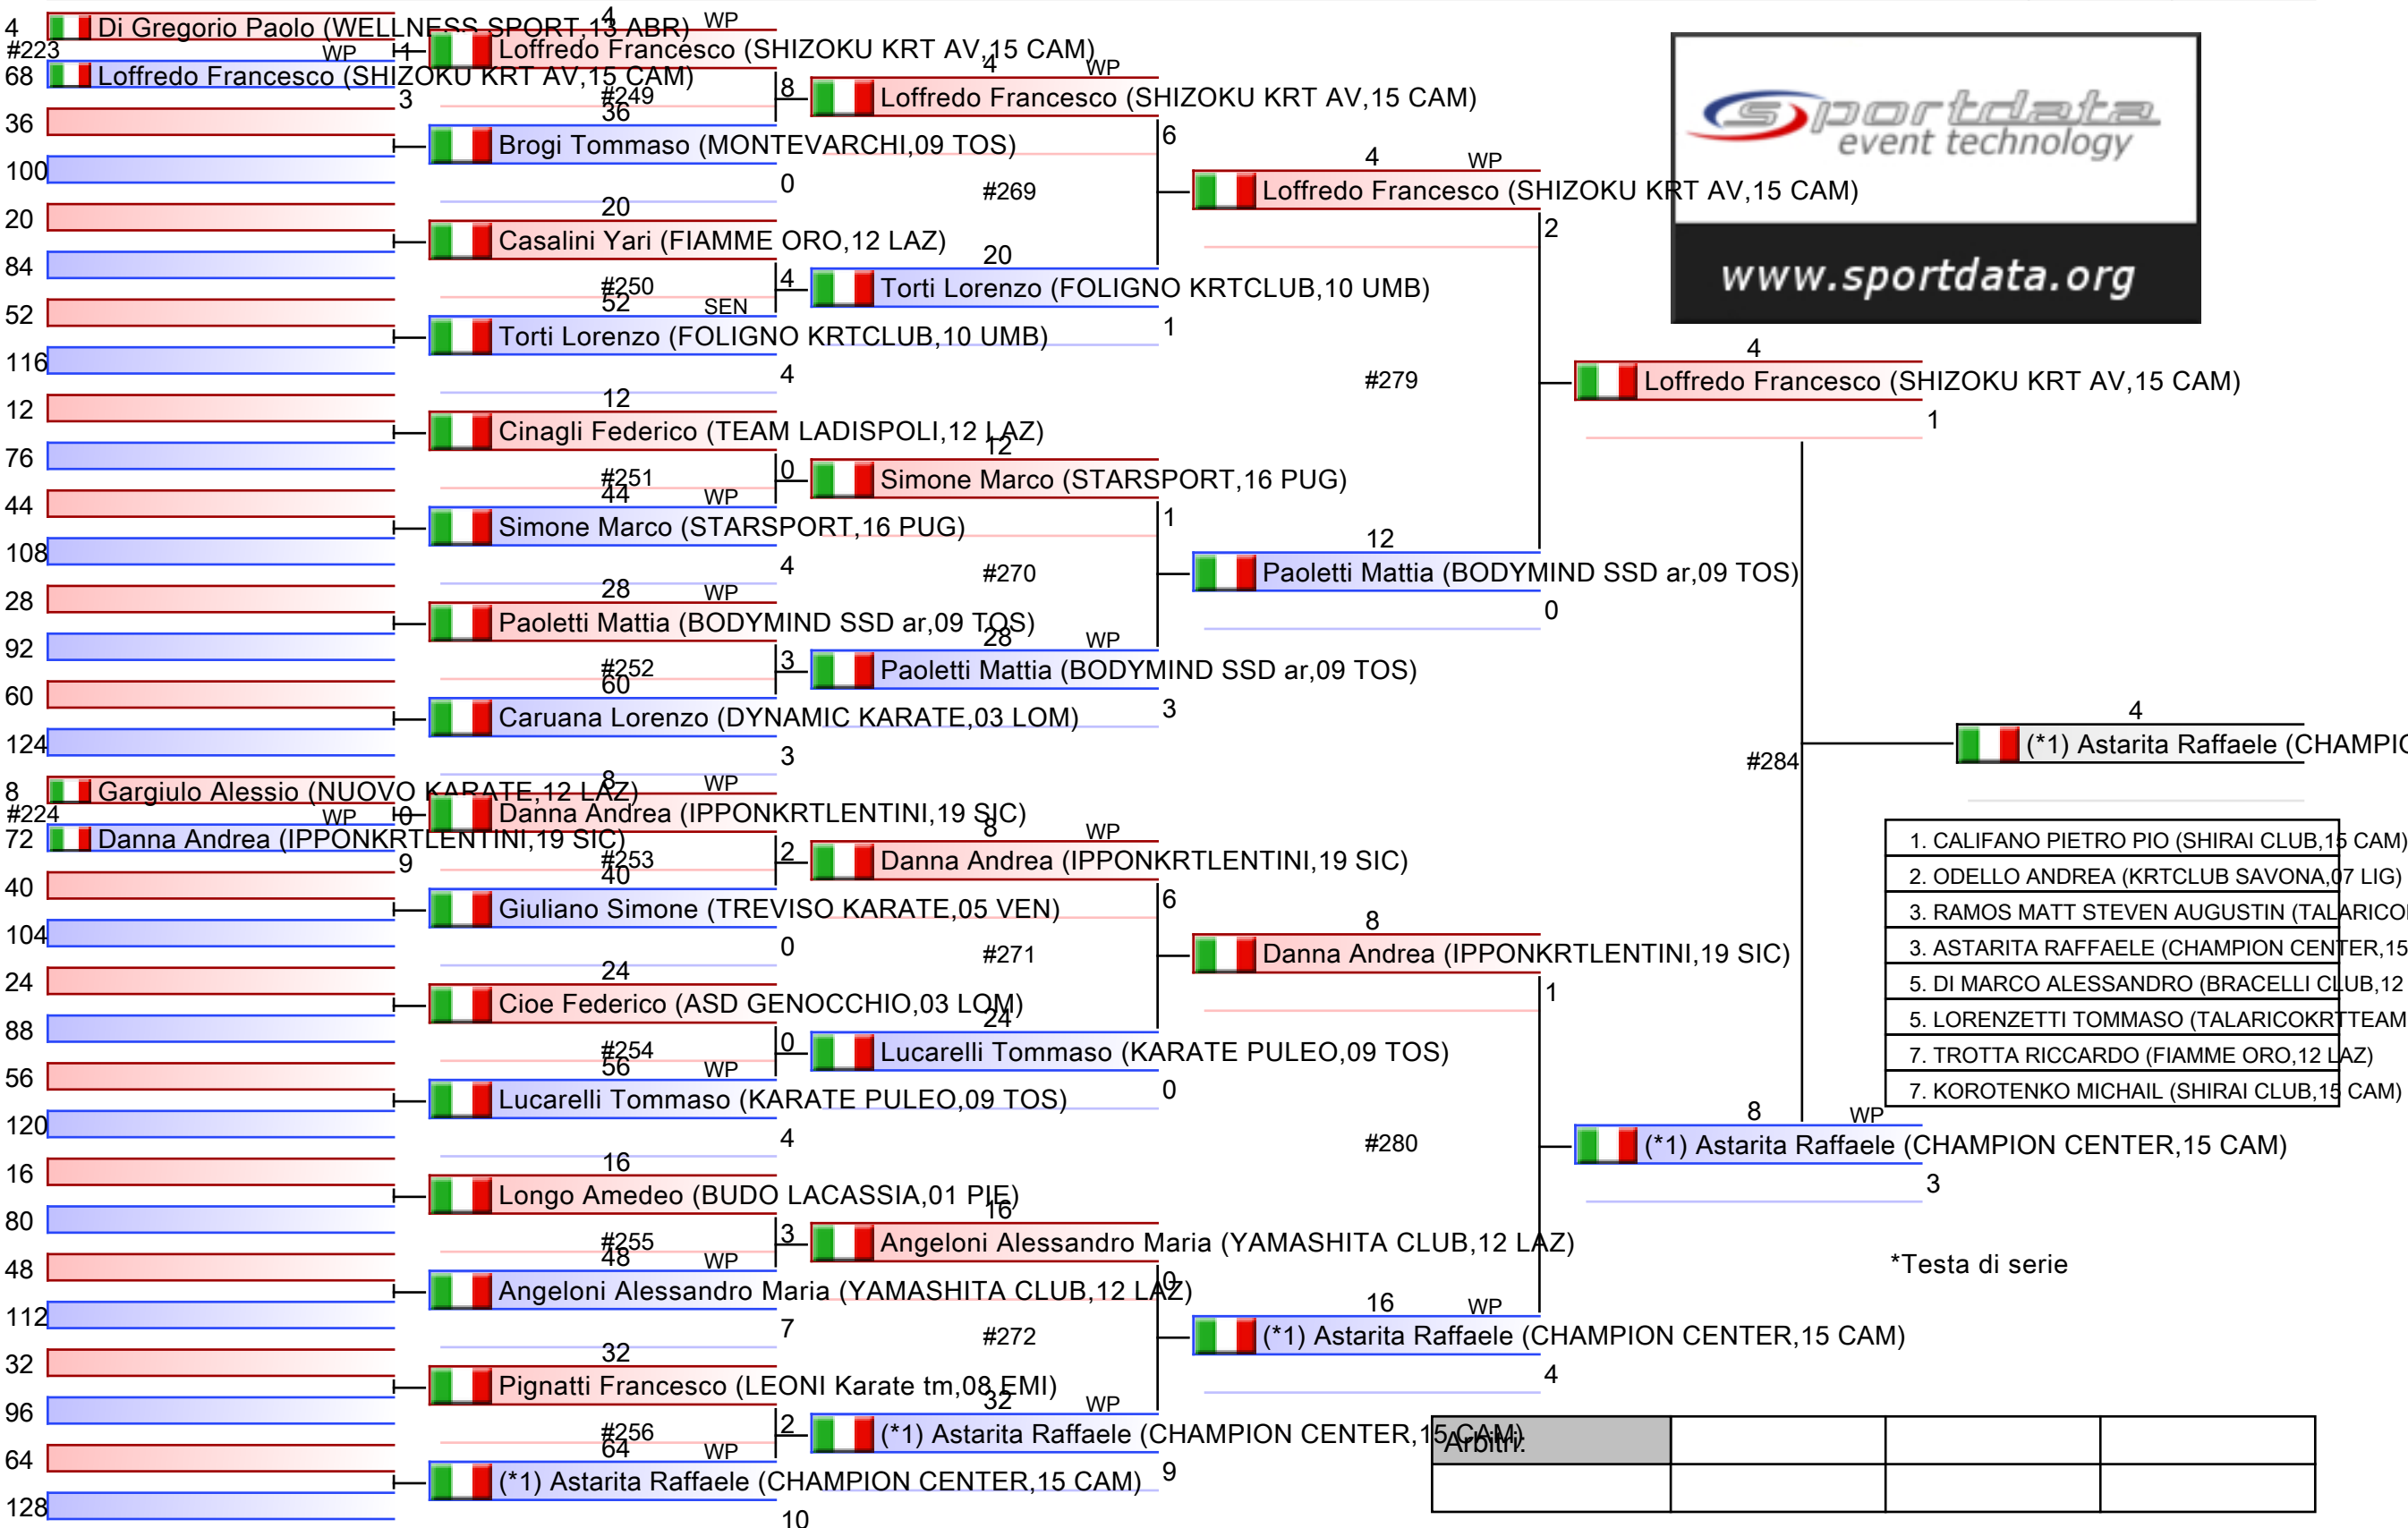 4 Di Gregorio Paolo (WELLNESS SPORT,13 ABR)
#223 WP 1
68 Loffredo Francesco (SHIZOKU KRT AV,15 CAM)
3
36
100
20
84
52
116
12
76
44
108
28
92
60
124
8 Gargiulo Alessio (NUOVO KARATE,12 LAZ)
#224 WP 0
72 Danna Andrea (IPPONKRTLENTINI,19 SIC)
9
40
104
24
88
56
120
16
80
48
112
32
96
64
128
4 WP
Loffredo Francesco (SHIZOKU KRT AV,15 CAM)
8
#249
36
Brogi Tommaso (MONTEVARCHI,09 TOS)
0
20
Casalini Yari (FIAMME ORO,12 LAZ)
4
#250
52 SEN
Torti Lorenzo (FOLIGNO KRTCLUB,10 UMB)
4
12
Cinagli Federico (TEAM LADISPOLI,12 LAZ)
0
#251
44 WP
Simone Marco (STARSPORT,16 PUG)
4
28 WP
Paoletti Mattia (BODYMIND SSD ar,09 TOS)
3
#252
60
Caruana Lorenzo (DYNAMIC KARATE,03 LOM)
3
8 WP
Danna Andrea (IPPONKRTLENTINI,19 SIC)
2
#253
40
Giuliano Simone (TREVISO KARATE,05 VEN)
0
24
Cioe Federico (ASD GENOCCHIO,03 LOM)
0
#254
56 WP
Lucarelli Tommaso (KARATE PULEO,09 TOS)
4
16
Longo Amedeo (BUDO LACASSIA,01 PIE)
3
#255
48 WP
Angeloni Alessandro Maria (YAMASHITA CLUB,12 LAZ)
7
32
Pignatti Francesco (LEONI Karate tm,08 EMI)
2
#256
64 WP
(*1) Astarita Raffaele (CHAMPION CENTER,15 CAM)
10
4 WP
Loffredo Francesco (SHIZOKU KRT AV,15 CAM)
6
#269
20
Torti Lorenzo (FOLIGNO KRTCLUB,10 UMB)
1
12
Simone Marco (STARSPORT,16 PUG)
1
#270
28 WP
Paoletti Mattia (BODYMIND SSD ar,09 TOS)
3
8 WP
Danna Andrea (IPPONKRTLENTINI,19 SIC)
6
#271
24
Lucarelli Tommaso (KARATE PULEO,09 TOS)
0
16
Angeloni Alessandro Maria (YAMASHITA CLUB,12 LAZ)
0
#272
32 WP
(*1) Astarita Raffaele (CHAMPION CENTER,15 CAM)
9
4 WP
Loffredo Francesco (SHIZOKU KRT AV,15 CAM)
2
#279
12
Paoletti Mattia (BODYMIND SSD ar,09 TOS)
0
8
Danna Andrea (IPPONKRTLENTINI,19 SIC)
1
#280
16 WP
(*1) Astarita Raffaele (CHAMPION CENTER,15 CAM)
4
4
Loffredo Francesco (SHIZOKU KRT AV,15 CAM)
1
#284
8 WP
(*1) Astarita Raffaele (CHAMPION CENTER,15 CAM)
3
4
(*1) Astarita Raffaele (CHAMPIO
sportdata
event technology
www.sportdata.org
1. CALIFANO PIETRO PIO (SHIRAI CLUB,15 CAM)
2. ODELLO ANDREA (KRTCLUB SAVONA,07 LIG)
3. RAMOS MATT STEVEN AUGUSTIN (TALARICO
3. ASTARITA RAFFAELE (CHAMPION CENTER,15
5. DI MARCO ALESSANDRO (BRACELLI CLUB,12
5. LORENZETTI TOMMASO (TALARICOKRTTEAM
7. TROTTA RICCARDO (FIAMME ORO,12 LAZ)
7. KOROTENKO MICHAIL (SHIRAI CLUB,15 CAM)
*Testa di serie
Arbitri: